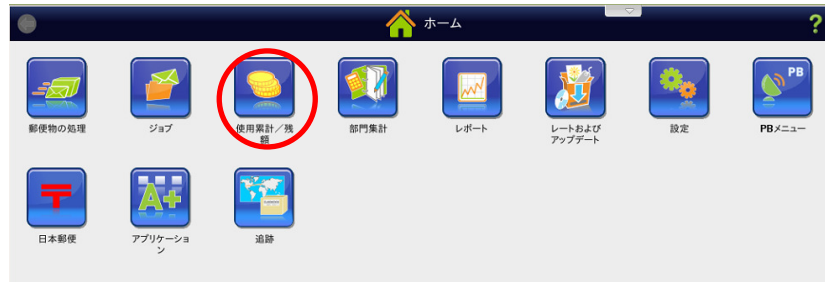 ホーム
?
郵便物の処理
ジョブ
使用累計／残
額
部門集計
レポート
レートおよび
アップデート
設定
PB
PBメニュー
〒
日本郵便
A+
アプリケーショ
ン
追跡